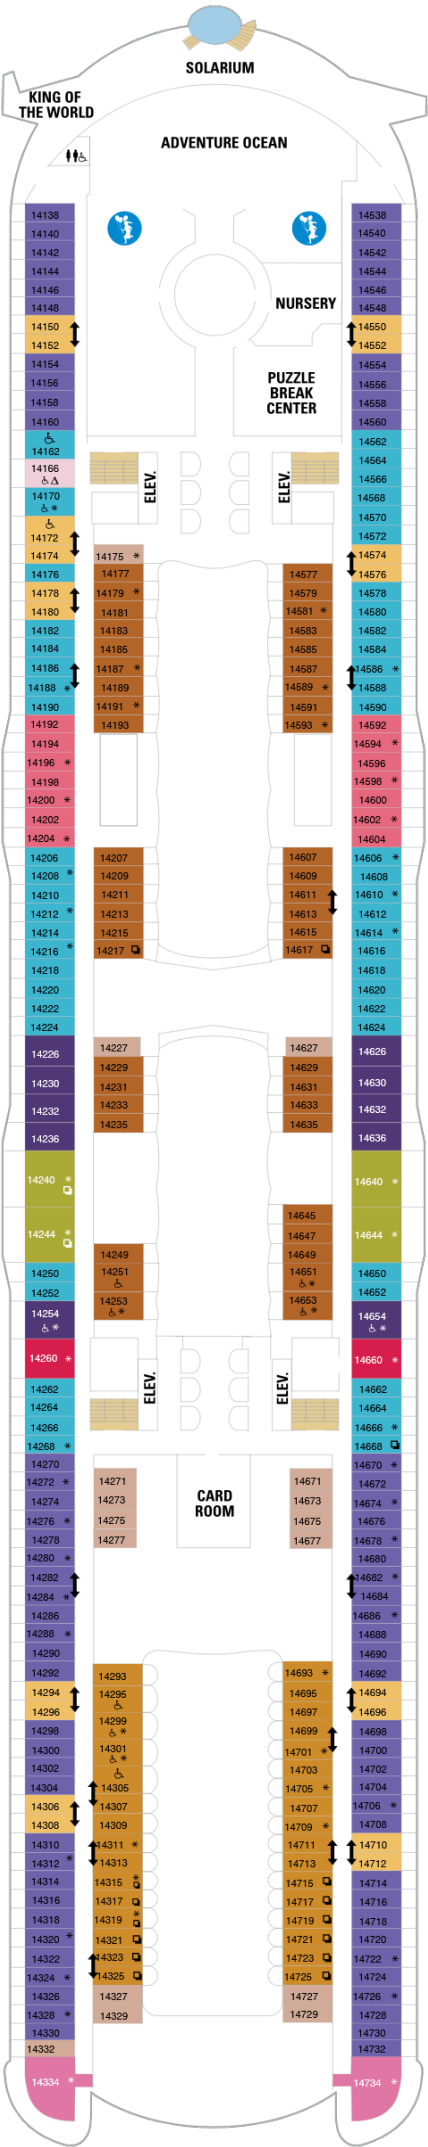 SOLARIUM
KING OF
THE WORLD
ADVENTURE OCEAN
14138 14538
14140 14540
14142 14542
14144 14544
14146 14546
14148 NURSERY 14548
14150 14550
14152 14552
14154 14554
14156 PUZZLE 14556
14158 BREAK 14558
CENTER
14160 14560
14162 14562
14166 14564
14566
14170 ELEV. ELEV. 14568
14570
14172 14572
14174 14175 * 14574
14176 14177 14577 14576
14178 14179 * 14579 14578
14180 14181 14581 * 14580
14182 14183 14583 14582
14184 14185 14585 14584
14186 14187 * 14587 14586 *
14188 * 14189 14589 * 14588
14190 14191 * 14591 14590
14192 14193 14593 * 14592
14194 14594 *
14196 * 14596
14198 14598 *
14200 * 14600
14202 14602 *
14204 * 14604
14206 14207 14607 14606 *
14208 * 14209 14609 14608
14210 14211 14611 14610 *
14212 * 14213 14613 14612
14214 14215 14615 14614 *
14216 * 14217 14617 14616
14218 14618
14220 14620
14222 14622
14224 14624
14226 14227 14627 14626
14229 14629
14230 14231 14631 14630
14232 14233 14633 14632
14236 14235 14635 14636
14240 * 14640 *
14645
14244 * 14647 14644 *
14249 14649
14250 14251 14651 * 14650
14252 14652
14254 * 14253 * 14653 * 14654 *
14260 * 14660 *
14262 ELEV. ELEV. 14662
14264 14664
14266 14666 *
14268 * 14668
14270 14670 *
14272 * 14271 14671 14672
14274 14273 CARD 14673 14674 *
14276 * 14275 ROOM 14675 14676
14278 14277 14677 14678 *
14280 * 14680
14282 14682 *
14284 * 14684
14286 14686 *
14288 * 14688
14290 14690
14292 14293 14693 * 14692
14294 14295 14695 14694
14296 14697 14696
14298 14299 * 14699 14698
14300 14301 * 14701 * 14700
14302 14703 14702
14304 14305 14705 * 14704
14306 14307 14707 14706 *
14308 14309 14709 * 14708
14310 14311 * 14711 14710
14312 * 14313 14713 14712
14314 14315 * 14715 14714
14316 14317 14717 14716
14318 14319 * 14719 14718
14320 * 14321 14721 14720
14322 14323 14723 14722 *
14324 * 14325 14725 14724
14326 14327 14727 14726 *
14328 * 14329 14729 14728
14330 14730
14332 14732
14334 * 14734 *